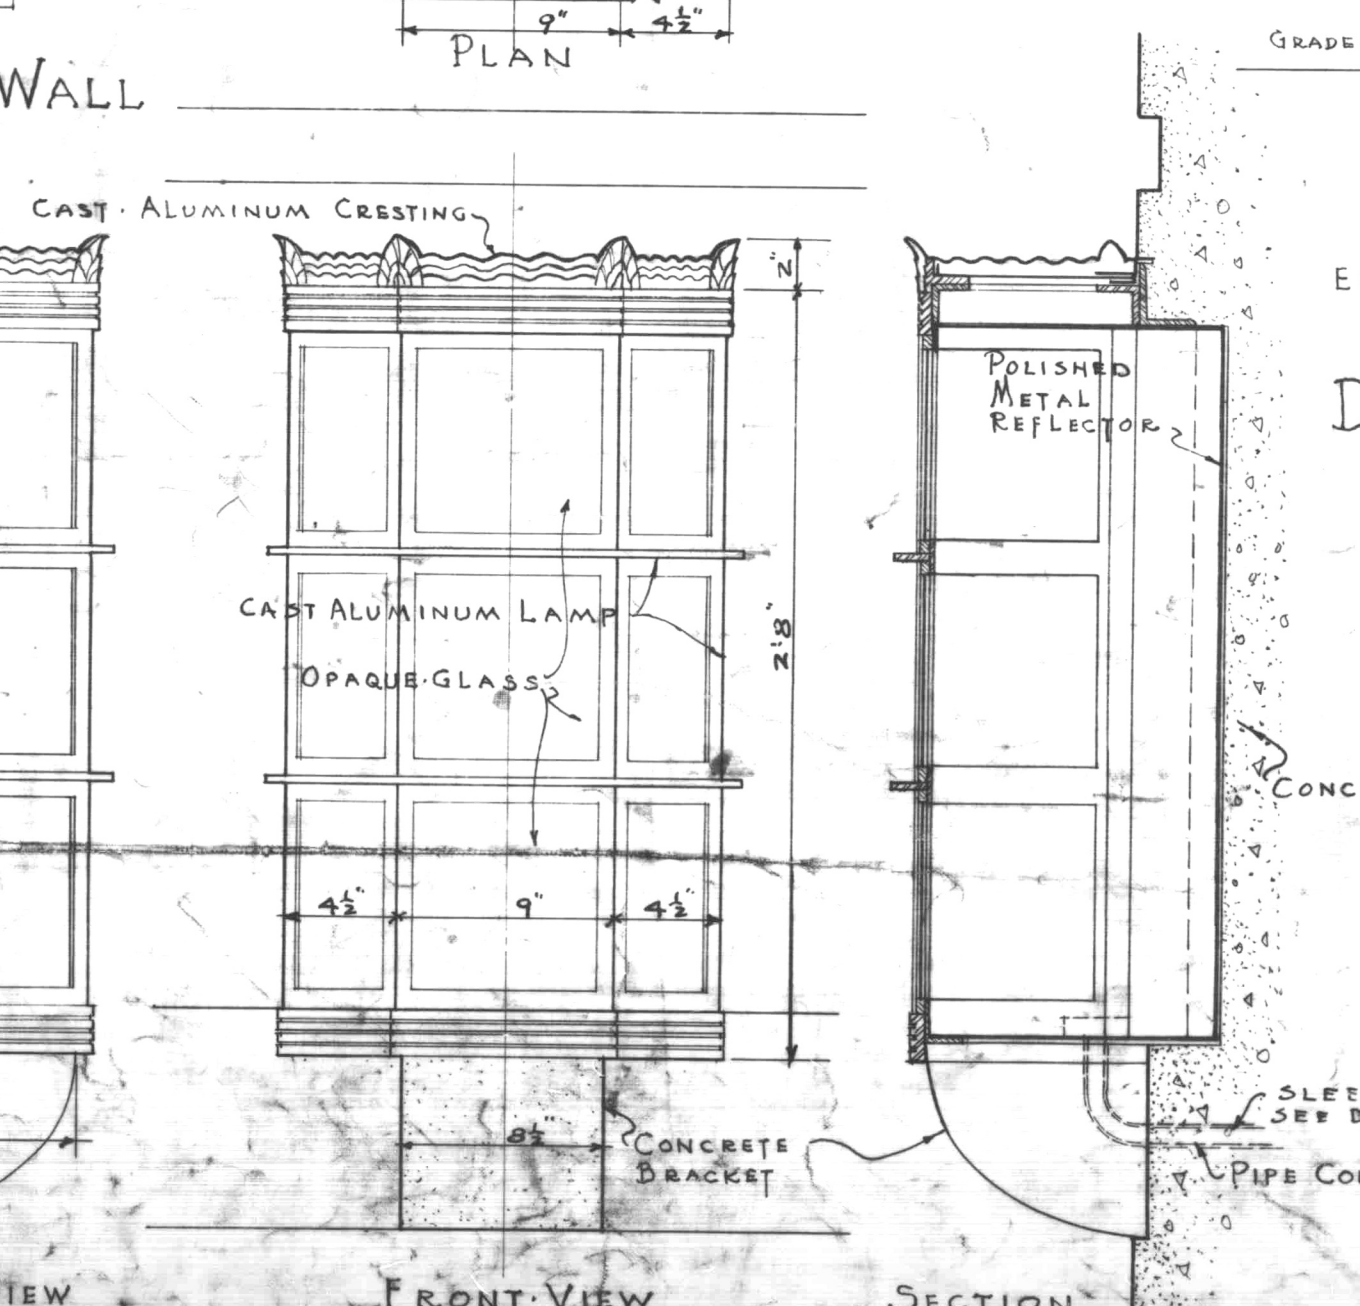 9" 4½"
PLAN
GRADE
WALL
CAST · ALUMINUM CRESTING
2"
E
POLISHED
METAL
REFLECTOR
D
CAST ALUMINUM LAMP
2'8"
OPAQUE · GLASS
CONC
4½" 9" 4½"
8½"
CONCRETE
BRACKET
SLEE
SEE D
PIPE CO
IEW
FRONT · VIEW
SECTION